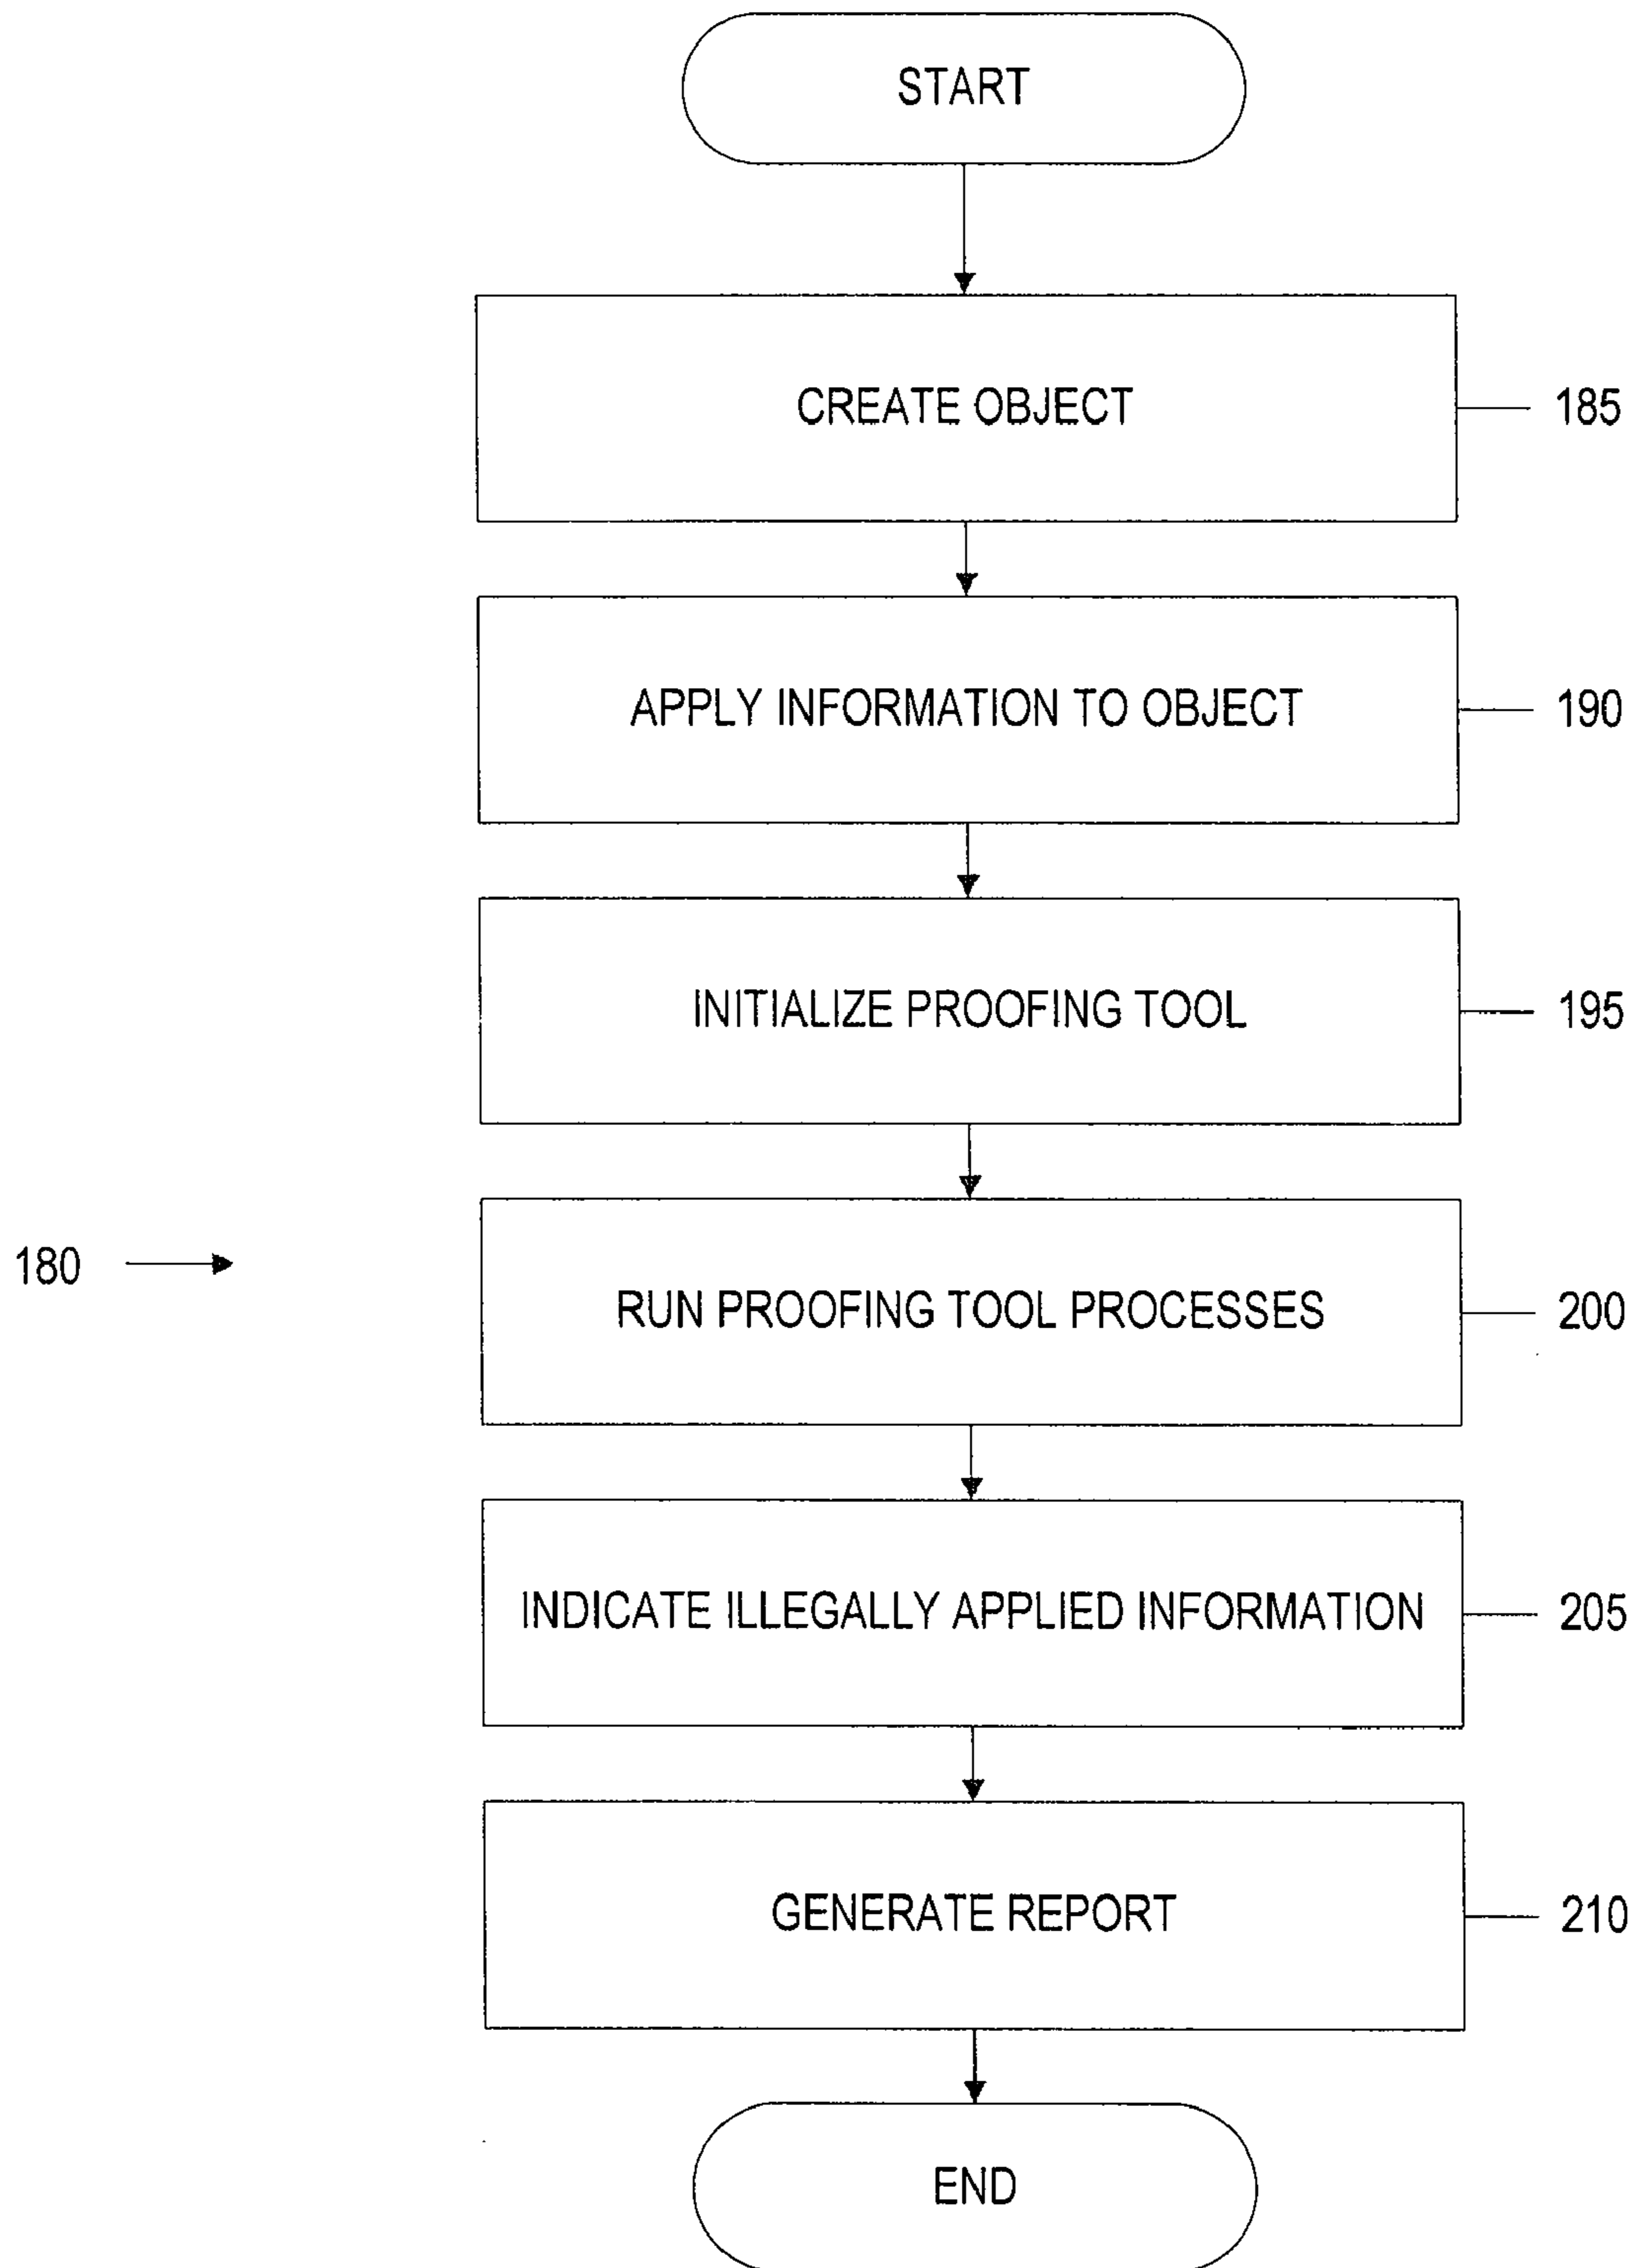 START
CREATE OBJECT
185
APPLY INFORMATION TO OBJECT
190
INITIALIZE PROOFING TOOL
195
180
RUN PROOFING TOOL PROCESSES
200
INDICATE ILLEGALLY APPLIED INFORMATION
205
GENERATE REPORT
210
END